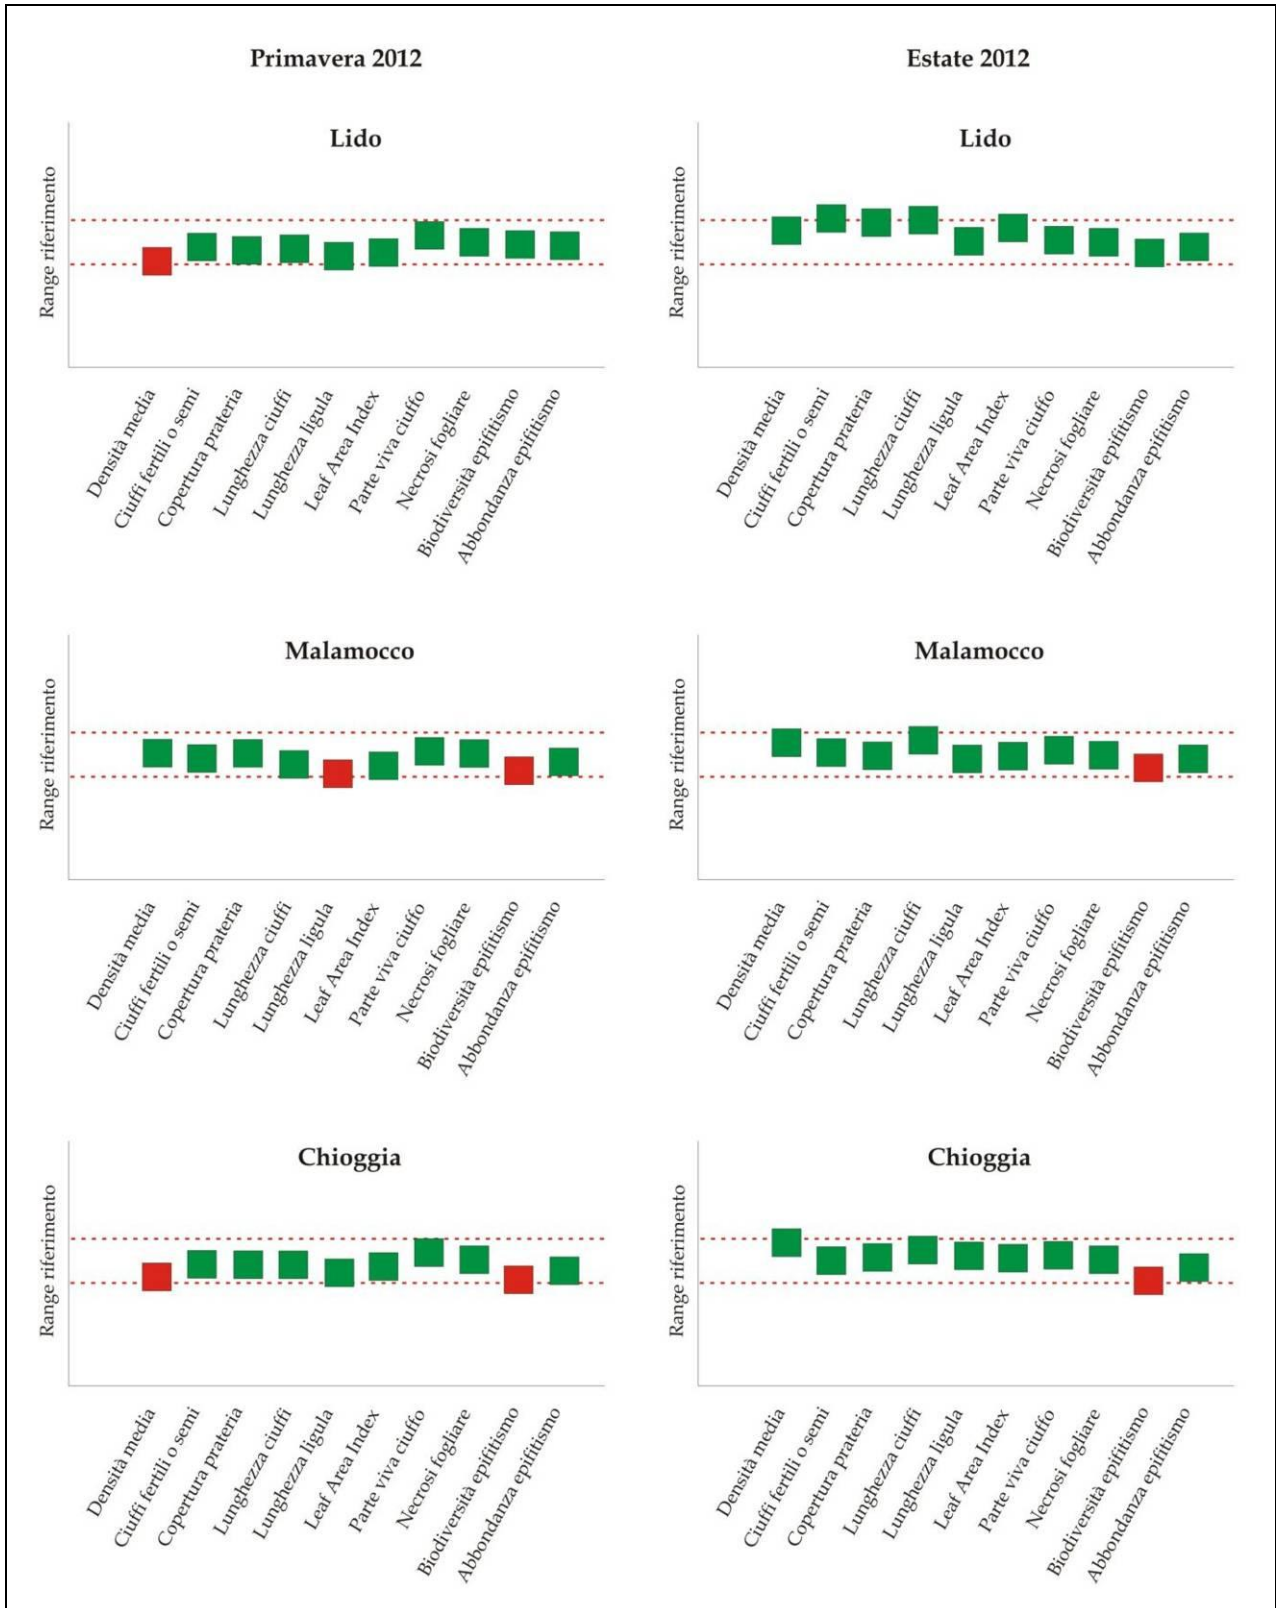 Primavera 2012
Estate 2012
Lido
Range riferimento
Densità media
Ciuffi fertili o semi
Copertura prateria
Lunghezza ciuffi
Lunghezza ligula
Leaf Area Index
Parte viva ciuffo
Necrosi fogliare
Biodiversità epifitismo
Abbondanza epifitismo
Lido
Range riferimento
Densità media
Ciuffi fertili o semi
Copertura prateria
Lunghezza ciuffi
Lunghezza ligula
Leaf Area Index
Parte viva ciuffo
Necrosi fogliare
Biodiversità epifitismo
Abbondanza epifitismo
Malamocco
Range riferimento
Densità media
Ciuffi fertili o semi
Copertura prateria
Lunghezza ciuffi
Lunghezza ligula
Leaf Area Index
Parte viva ciuffo
Necrosi fogliare
Biodiversità epifitismo
Abbondanza epifitismo
Malamocco
Range riferimento
Densità media
Ciuffi fertili o semi
Copertura prateria
Lunghezza ciuffi
Lunghezza ligula
Leaf Area Index
Parte viva ciuffo
Necrosi fogliare
Biodiversità epifitismo
Abbondanza epifitismo
Chioggia
Range riferimento
Densità media
Ciuffi fertili o semi
Copertura prateria
Lunghezza ciuffi
Lunghezza ligula
Leaf Area Index
Parte viva ciuffo
Necrosi fogliare
Biodiversità epifitismo
Abbondanza epifitismo
Chioggia
Range riferimento
Densità media
Ciuffi fertili o semi
Copertura prateria
Lunghezza ciuffi
Lunghezza ligula
Leaf Area Index
Parte viva ciuffo
Necrosi fogliare
Biodiversità epifitismo
Abbondanza epifitismo